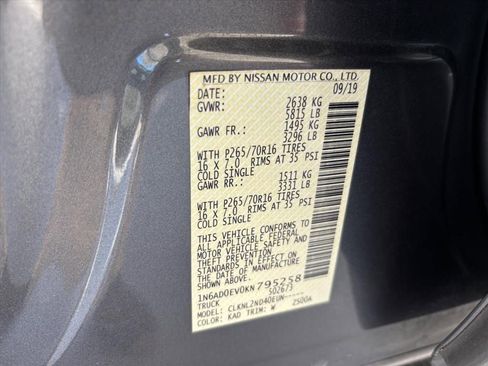 MFD BY NISSAN MOTOR CO., LTD.
DATE: 09/19
GVWR: 2638 KG
5815 LB
GAWR FR.: 1495 KG
3296 LB
WITH P265/70R16 TIRES
16 X 7.0 RIMS AT 35 PSI
COLD SINGLE
GAWR RR.: 1511 KG
3331 LB
WITH P265/70R16 TIRES
16 X 7.0 RIMS AT 35 PSI
COLD SINGLE
THIS VEHICLE CONFORMS TO
ALL APPLICABLE FEDERAL
MOTOR VEHICLE SAFETY AND
THEFT PREVENTION
STANDARDS IN EFFECT ON
THE DATE OF MANUFACTURE
SHOWN ABOVE.
1N6AD0EV0KN795258
TRUCK 502673
MODEL: CLKNL2ND40EUN-----
COLOR: KAD TRIM: W 2500A